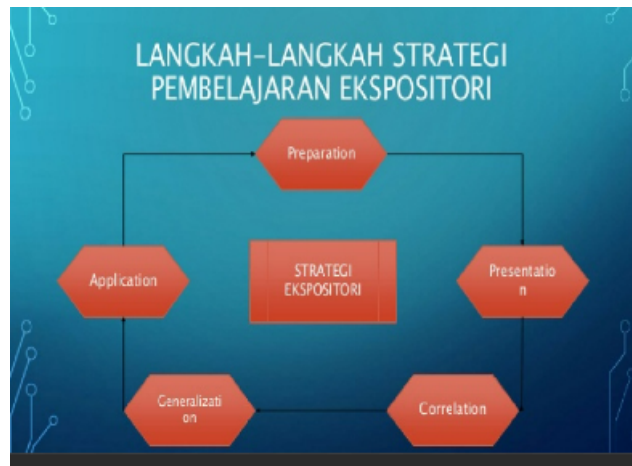 LANGKAH-LANGKAH STRATEGI
PEMBELAJARAN EKSPOSITORI
Preparation
Application
STRATEGI
EKSPOSITORI
Presentatio
n
Generalizati
on
Correlation